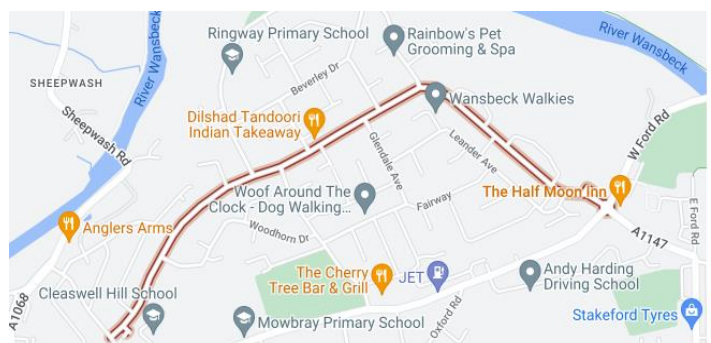 Ringway Primary School
Rainbow's Pet
Grooming & Spa
River Wansbeck
River Wansbeck
SHEEPWASH
Beverley Dr
Wansbeck Walkies
Sheepwash Rd
Dilshad Tandoori
Indian Takeaway
Glendale Ave
Leander Ave
W Ford Rd
Woof Around The
Clock - Dog Walking...
Fairway
The Half Moon Inn
Anglers Arms
Woodhorn Dr
E Ford Rd
A1147
The Cherry
Tree Bar & Grill
JET
Andy Harding
Driving School
A1068
Cleaswell Hill School
Oxford Rd
Mowbray Primary School
Stakeford Tyres